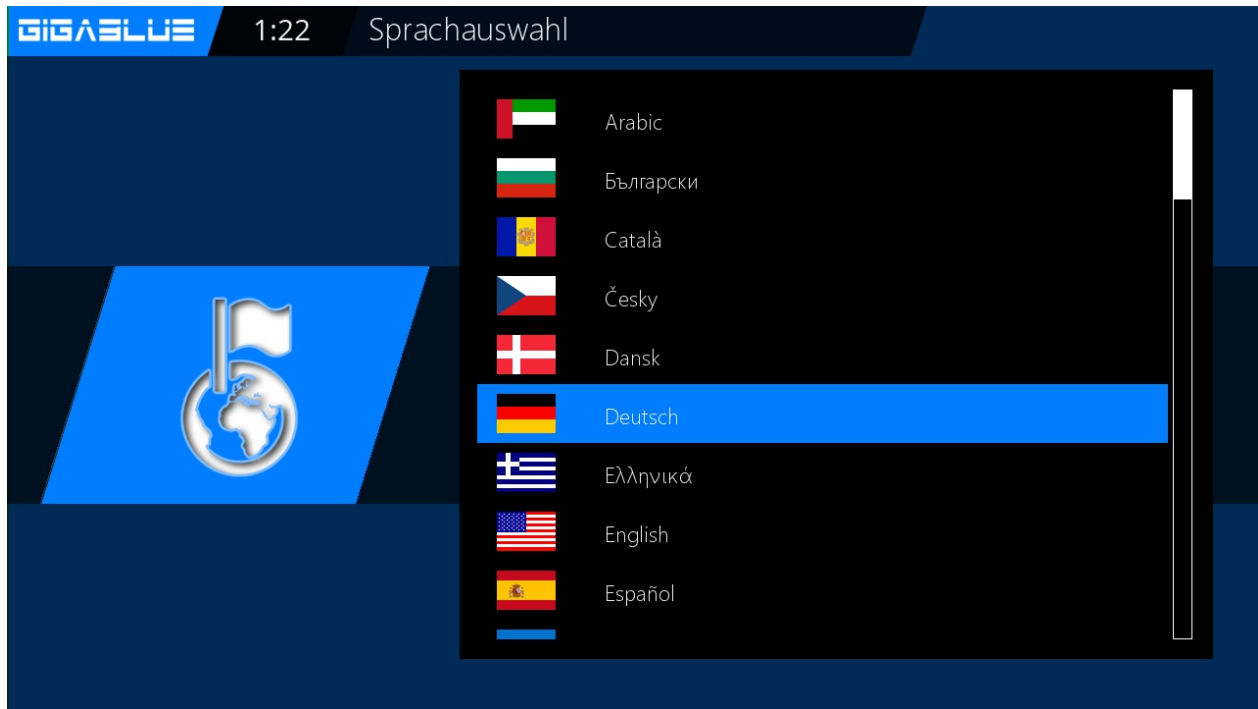 GIGABLUE 1:22 Sprachauswahl
Arabic
Български
Català
Česky
Dansk
Deutsch
Ελληνικά
English
Español